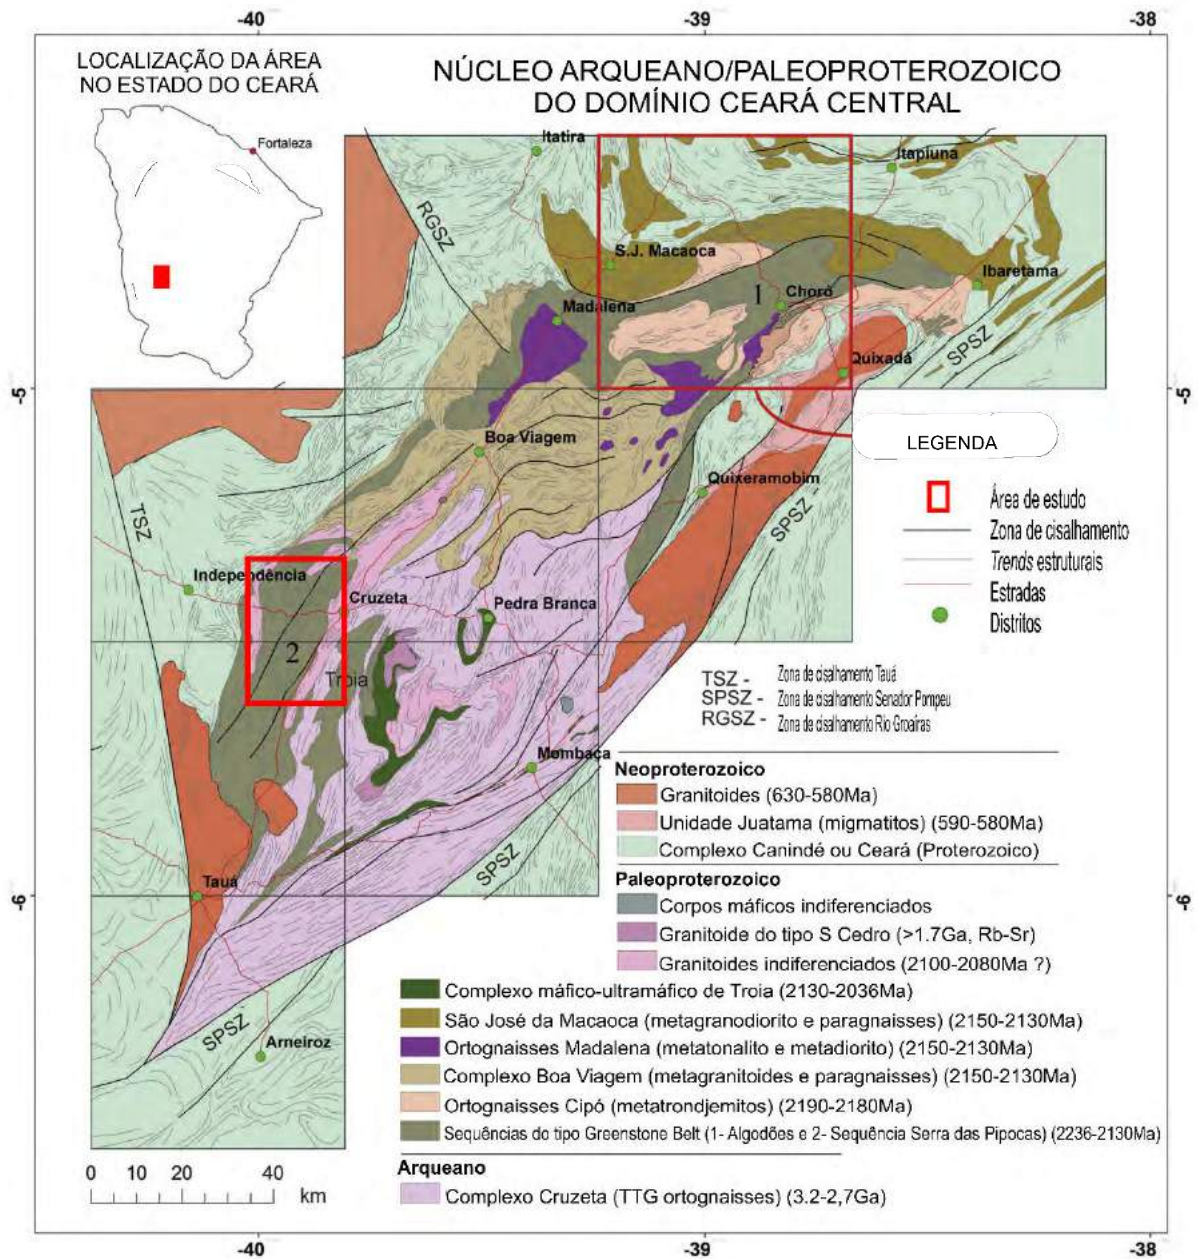 -40
-39
-38
LOCALIZAÇÃO DA ÁREA
NO ESTADO DO CEARÁ
Fortaleza
NÚCLEO ARQUEANO/PALEOPROTEROZOICO
DO DOMÍNIO CEARÁ CENTRAL
Itatira
Itapiuna
RGSZ
S.J. Macaoca
Ibaretama
1
Choró
Madalena
Quixadá
SPSZ
-5
-5
Boa Viagem
Quixeramobim
SPSZ
TSZ
Independência
Cruzeta
Pedra Branca
2
Troia
Mombaça
SPSZ
Tauá
-6
-6
SPSZ
Arneiroz
LEGENDA
Área de estudo
Zona de cisalhamento
Trends estruturais
Estradas
Distritos
TSZ - Zona de cisalhamento Tauá
SPSZ - Zona de cisalhamento Senador Pompeu
RGSZ - Zona de cisalhamento Rio Groaíras
Neoproterozoico
Granitoides (630-580Ma)
Unidade Juatama (migmatitos) (590-580Ma)
Complexo Canindé ou Ceará (Proterozoico)
Paleoproterozoico
Corpos máficos indiferenciados
Granitoide do tipo S Cedro (>1.7Ga, Rb-Sr)
Granitoides indiferenciados (2100-2080Ma ?)
Complexo máfico-ultramáfico de Troia (2130-2036Ma)
São José da Macaoca (metagranodiorito e paragnaisses) (2150-2130Ma)
Ortognaisses Madalena (metatonalito e metadiorito) (2150-2130Ma)
Complexo Boa Viagem (metagranitoides e paragnaisses) (2150-2130Ma)
Ortognaisses Cipó (metatrondjemitos) (2190-2180Ma)
Sequências do tipo Greenstone Belt (1- Algodões e 2- Sequência Serra das Pipocas) (2236-2130Ma)
Arqueano
Complexo Cruzeta (TTG ortognaisses) (3.2-2,7Ga)
0 10 20 40
km
-40
-39
-38